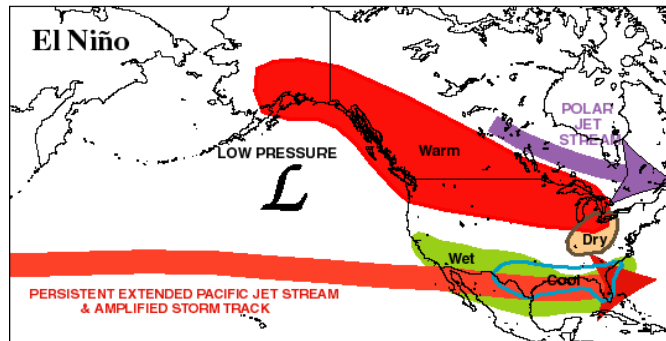 El Niño
POLAR
JET
STREAM
LOW PRESSURE
Warm
L
Dry
Wet
Cool
PERSISTENT EXTENDED PACIFIC JET STREAM
& AMPLIFIED STORM TRACK